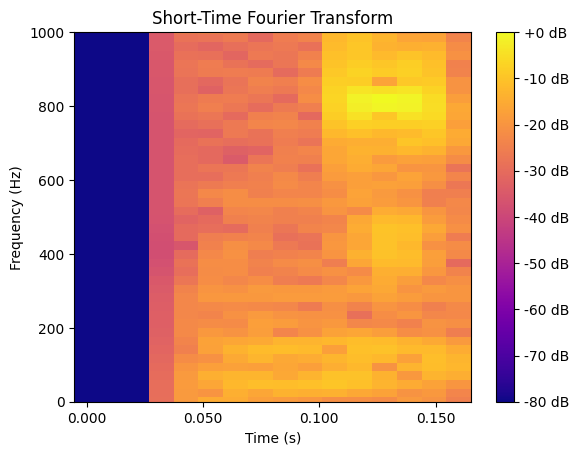 Short-Time Fourier Transform
1000
800
600
400
200
0
Frequency (Hz)
0.000
0.050
0.100
0.150
Time (s)
+0 dB
-10 dB
-20 dB
-30 dB
-40 dB
-50 dB
-60 dB
-70 dB
-80 dB